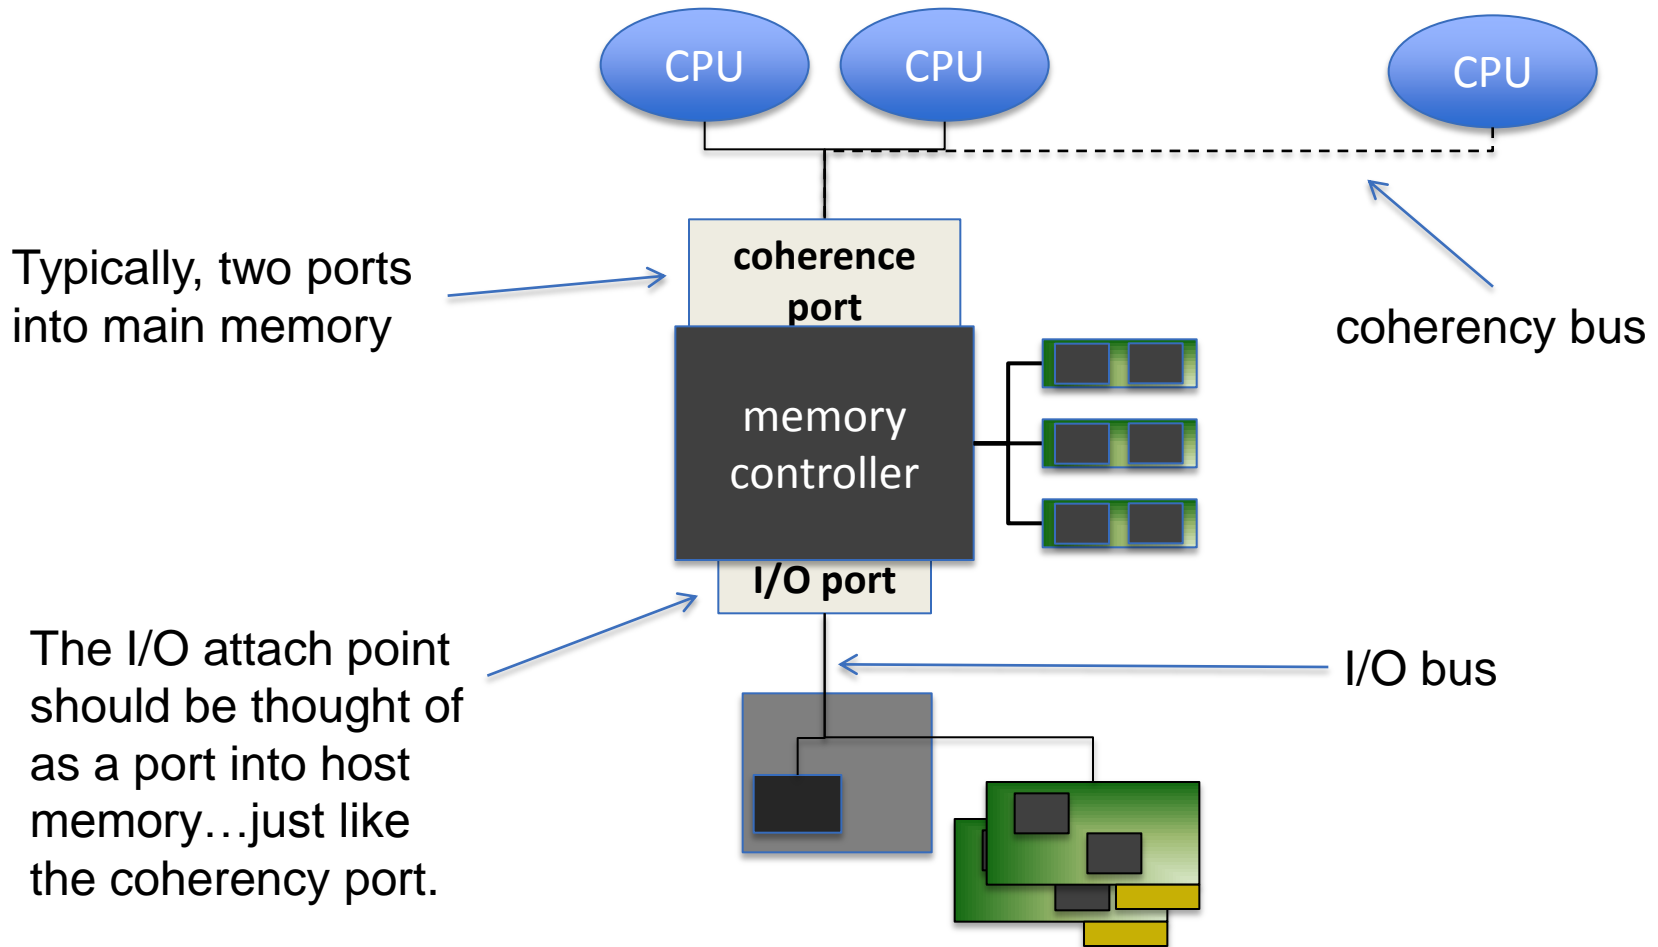 CPU
CPU
CPU
Typically, two ports
into main memory
coherence
port
coherency bus
memory
controller
I/O port
The I/O attach point
should be thought of
as a port into host
memory…just like
the coherency port.
I/O bus